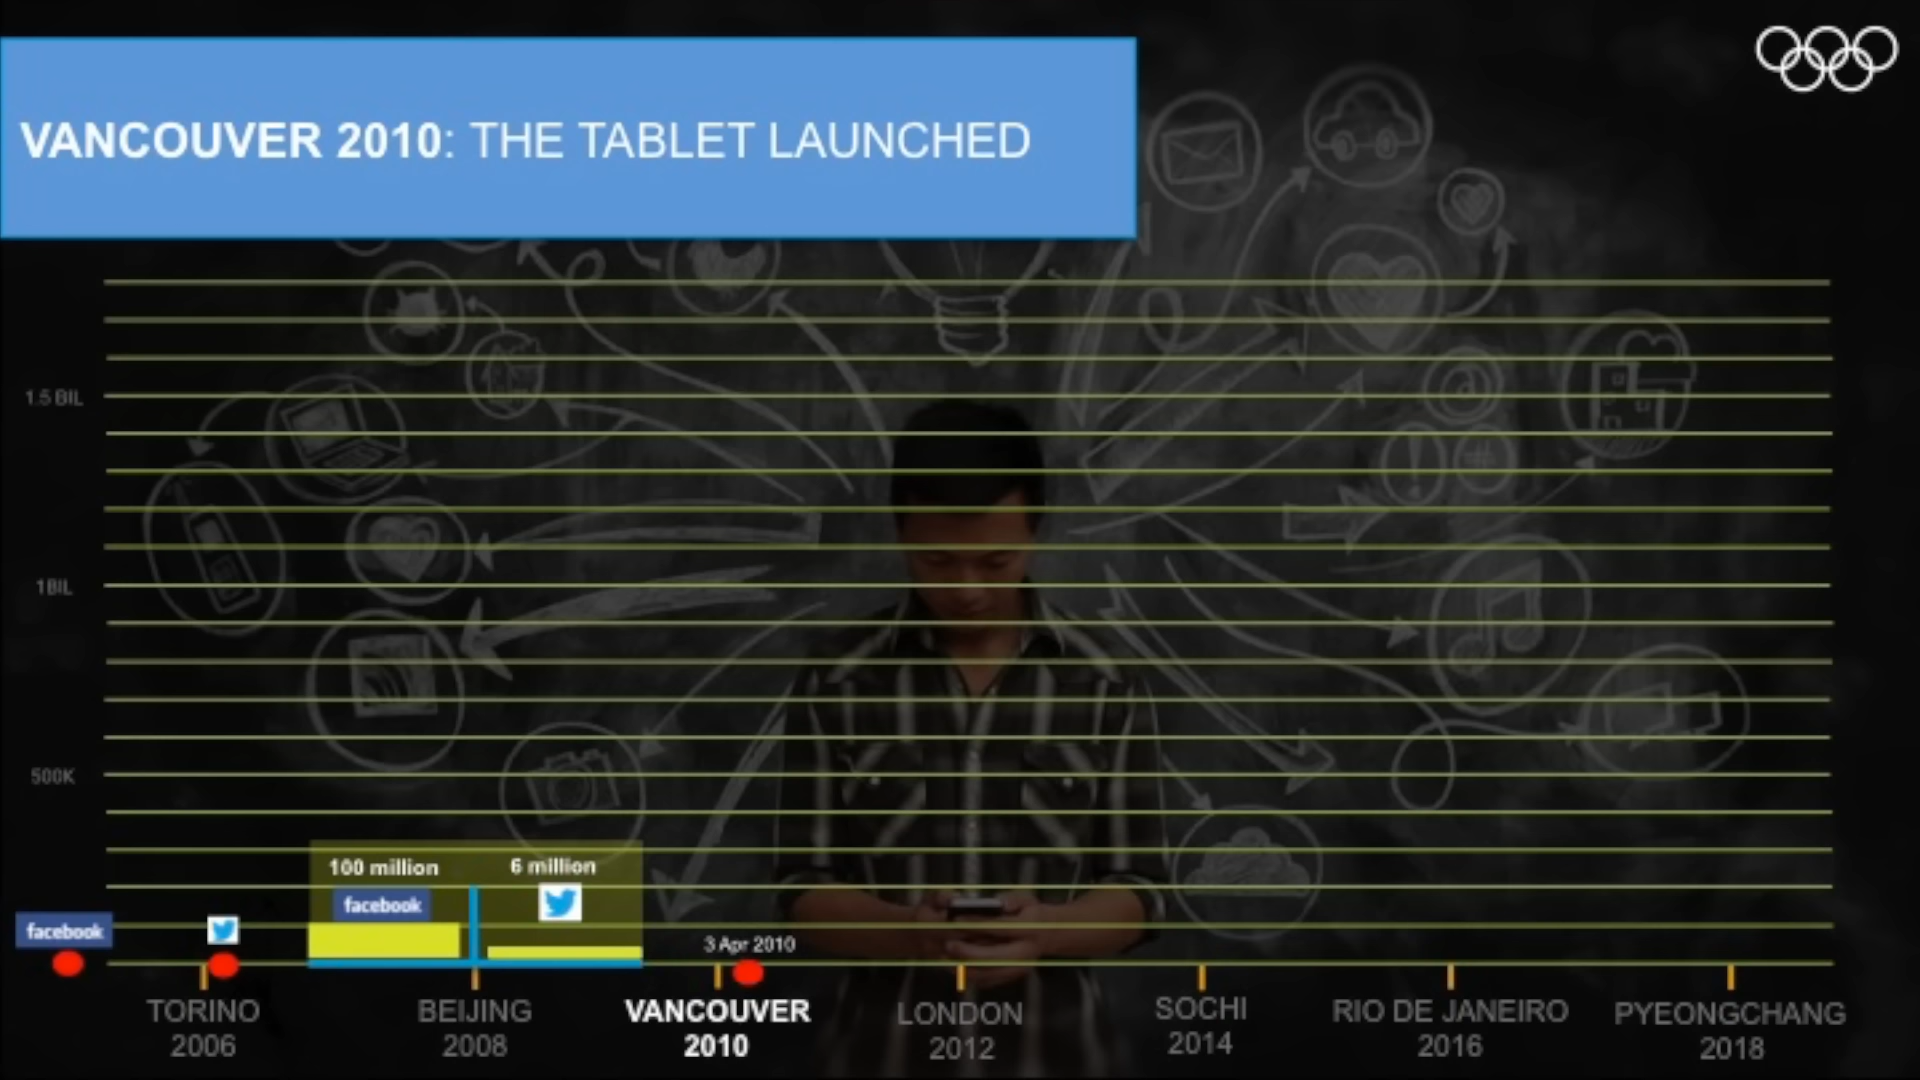 VANCOUVER 2010: THE TABLET LAUNCHED
1.5 BIL
1BIL
500K
100 million
6 million
facebook
facebook
3 Apr 2010
TORINO
2006
BEIJING
2008
VANCOUVER
2010
LONDON
2012
SOCHI
2014
RIO DE JANEIRO
2016
PYEONGCHANG
2018